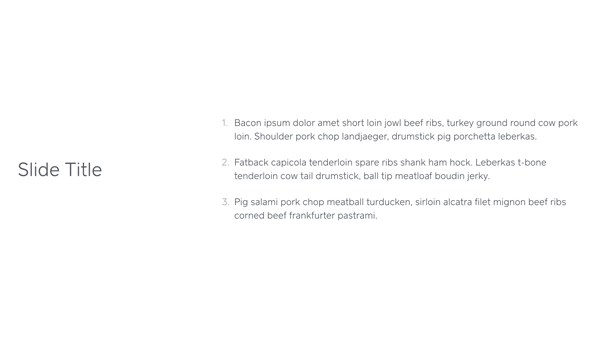 Slide Title
1. Bacon ipsum dolor amet short loin jowl beef ribs, turkey ground round cow pork
loin. Shoulder pork chop landjaeger, drumstick pig porchetta leberkas.
2. Fatback capicola tenderloin spare ribs shank ham hock. Leberkas t-bone
tenderloin cow tail drumstick, ball tip meatloaf boudin jerky.
3. Pig salami pork chop meatball turducken, sirloin alcatra filet mignon beef ribs
corned beef frankfurter pastrami.